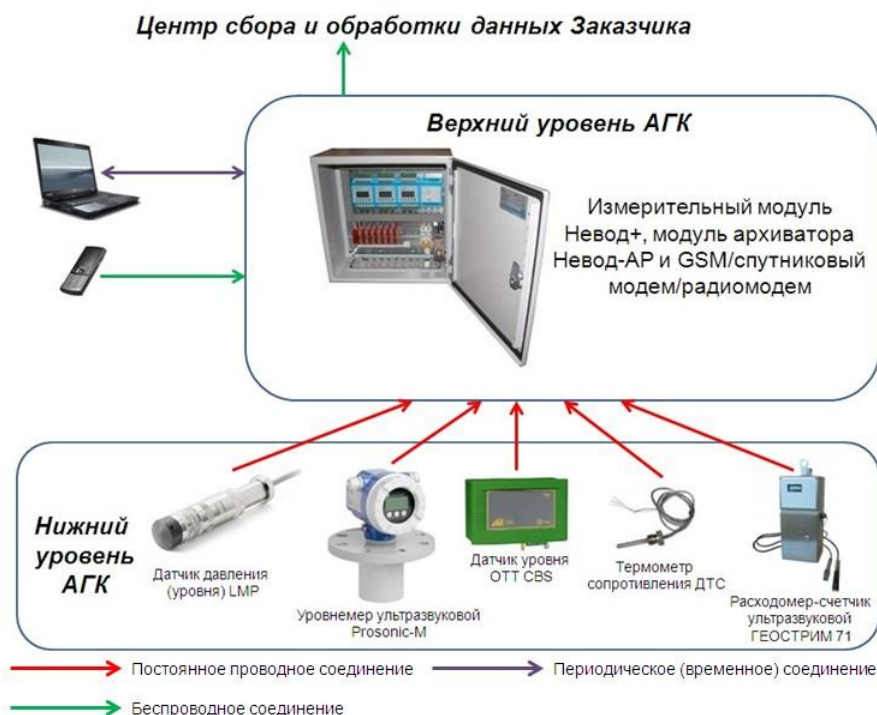 Центр сбора и обработки данных Заказчика
Верхний уровень АГК
Измерительный модуль
Невод+, модуль архиватора
Невод-АР и GSM/спутниковый
модем/радиомодем
Нижний
уровень
АГК
Датчик давления
(уровня) LMP
Уровнемер ультразвуковой
Prosonic-M
Датчик уровня
OTT CBS
Термометр
сопротивления ДТС
Расходомер-счетчик
ультразвуковой
ГЕОСТРИМ 71
Постоянное проводное соединение
Периодическое (временное) соединение
Беспроводное соединение